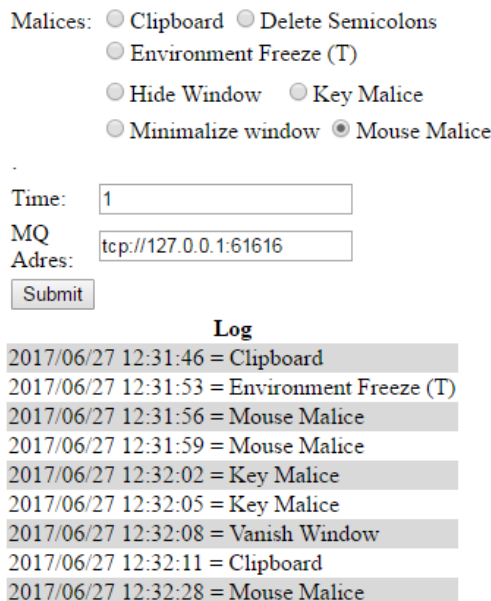 Malices: Clipboard Delete Semicolons
Environment Freeze (T)
Hide Window Key Malice
Minimalize window Mouse Malice
.
Time: 1
MQ
Adres: tcp://127.0.0.1:61616
Submit
Log
2017/06/27 12:31:46 = Clipboard
2017/06/27 12:31:53 = Environment Freeze (T)
2017/06/27 12:31:56 = Mouse Malice
2017/06/27 12:31:59 = Mouse Malice
2017/06/27 12:32:02 = Key Malice
2017/06/27 12:32:05 = Key Malice
2017/06/27 12:32:08 = Vanish Window
2017/06/27 12:32:11 = Clipboard
2017/06/27 12:32:28 = Mouse Malice